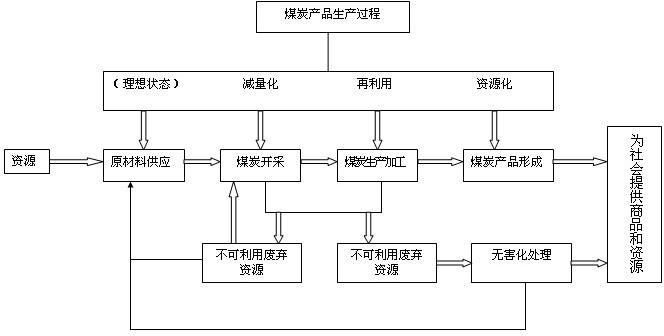 煤炭产品生产过程
（理想状态） 减量化 再利用 资源化
资源
原材料供应
煤炭开采
煤炭生产加工
煤炭产品形成
为社会提供商品和资源
不可利用废弃
资源
不可利用废弃
资源
无害化处理